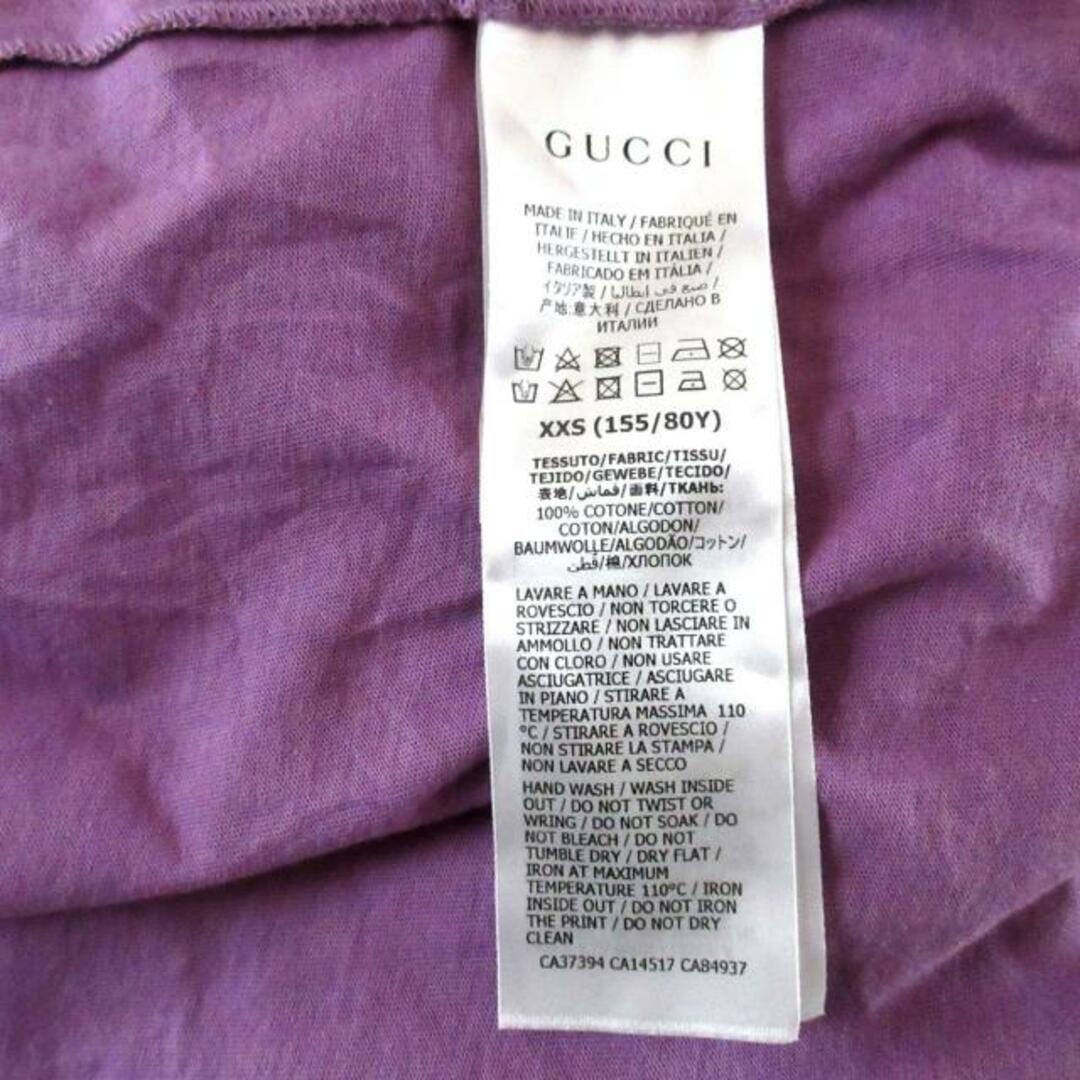 GUCCI
MADE IN ITALY / FABRIQUÉ EN
ITALIE / HECHO EN ITALIA /
HERGESTELLT IN ITALIEN /
FABRICADO EM ITÁLIA /
イタリア製 / صنع في ايطاليا /
产地:意大利 / СДЕЛАНО В
ИТАЛИИ
XXS (155/80Y)
TESSUTO/FABRIC/TISSU/
TEJIDO/GEWEBE/TECIDO/
表地/قماش/面料/ТКАНЬ:
100% COTONE/COTTON/
COTON/ALGODON/
BAUMWOLLE/ALGODÃO/コットン/
قطن/棉/ХЛОПОК
LAVARE A MANO / LAVARE A
ROVESCIO / NON TORCERE O
STRIZZARE / NON LASCIARE IN
AMMOLLO / NON TRATTARE
CON CLORO / NON USARE
ASCIUGATRICE / ASCIUGARE
IN PIANO / STIRARE A
TEMPERATURA MASSIMA 110
°C / STIRARE A ROVESCIO /
NON STIRARE LA STAMPA /
NON LAVARE A SECCO
HAND WASH / WASH INSIDE
OUT / DO NOT TWIST OR
WRING / DO NOT SOAK / DO
NOT BLEACH / DO NOT
TUMBLE DRY / DRY FLAT /
IRON AT MAXIMUM
TEMPERATURE 110°C / IRON
INSIDE OUT / DO NOT IRON
THE PRINT / DO NOT DRY
CLEAN
CA37394 CA14517 CA84937